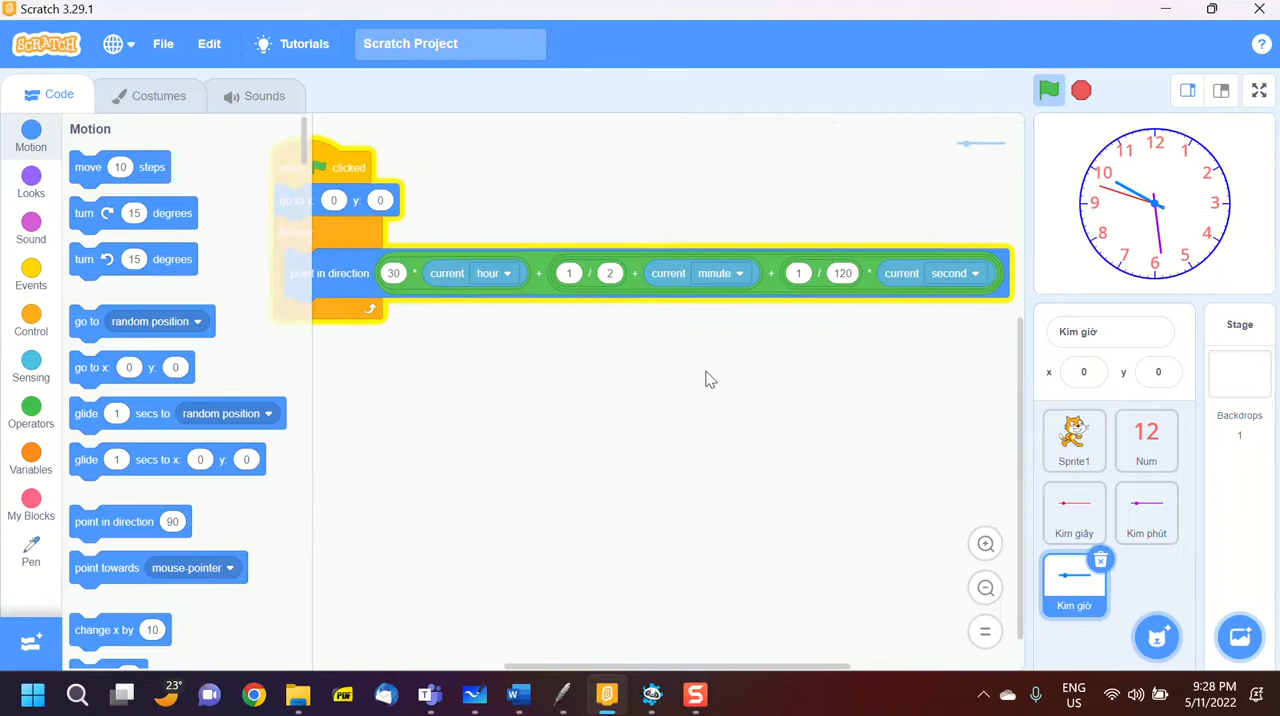 Scratch 3.29.1
SCRATCH
File Edit Tutorials Scratch Project ?
Code Costumes Sounds
Motion
Looks
Sound
Events
Control
Sensing
Operators
Variables
My Blocks
Pen
Motion
move 10 steps
turn 15 degrees
turn 15 degrees
go to random position
go to x: 0 y: 0
glide 1 secs to random position
glide 1 secs to x: 0 y: 0
point in direction 90
point towards mouse-pointer
change x by 10
when clicked
go to x: 0 y: 0
forever
point in direction 30 * current hour + 1 / 2 + current minute + 1 / 120 * current second
12
1
2
3
4
5
6
7
8
9
10
11
Kim giờ
x 0 y 0
Sprite1
12
Num
Kim giây
Kim phút
Kim giờ
Stage
Backdrops
1
23°
PDF
W
T
S
ENG
US
9:28 PM
5/11/2022